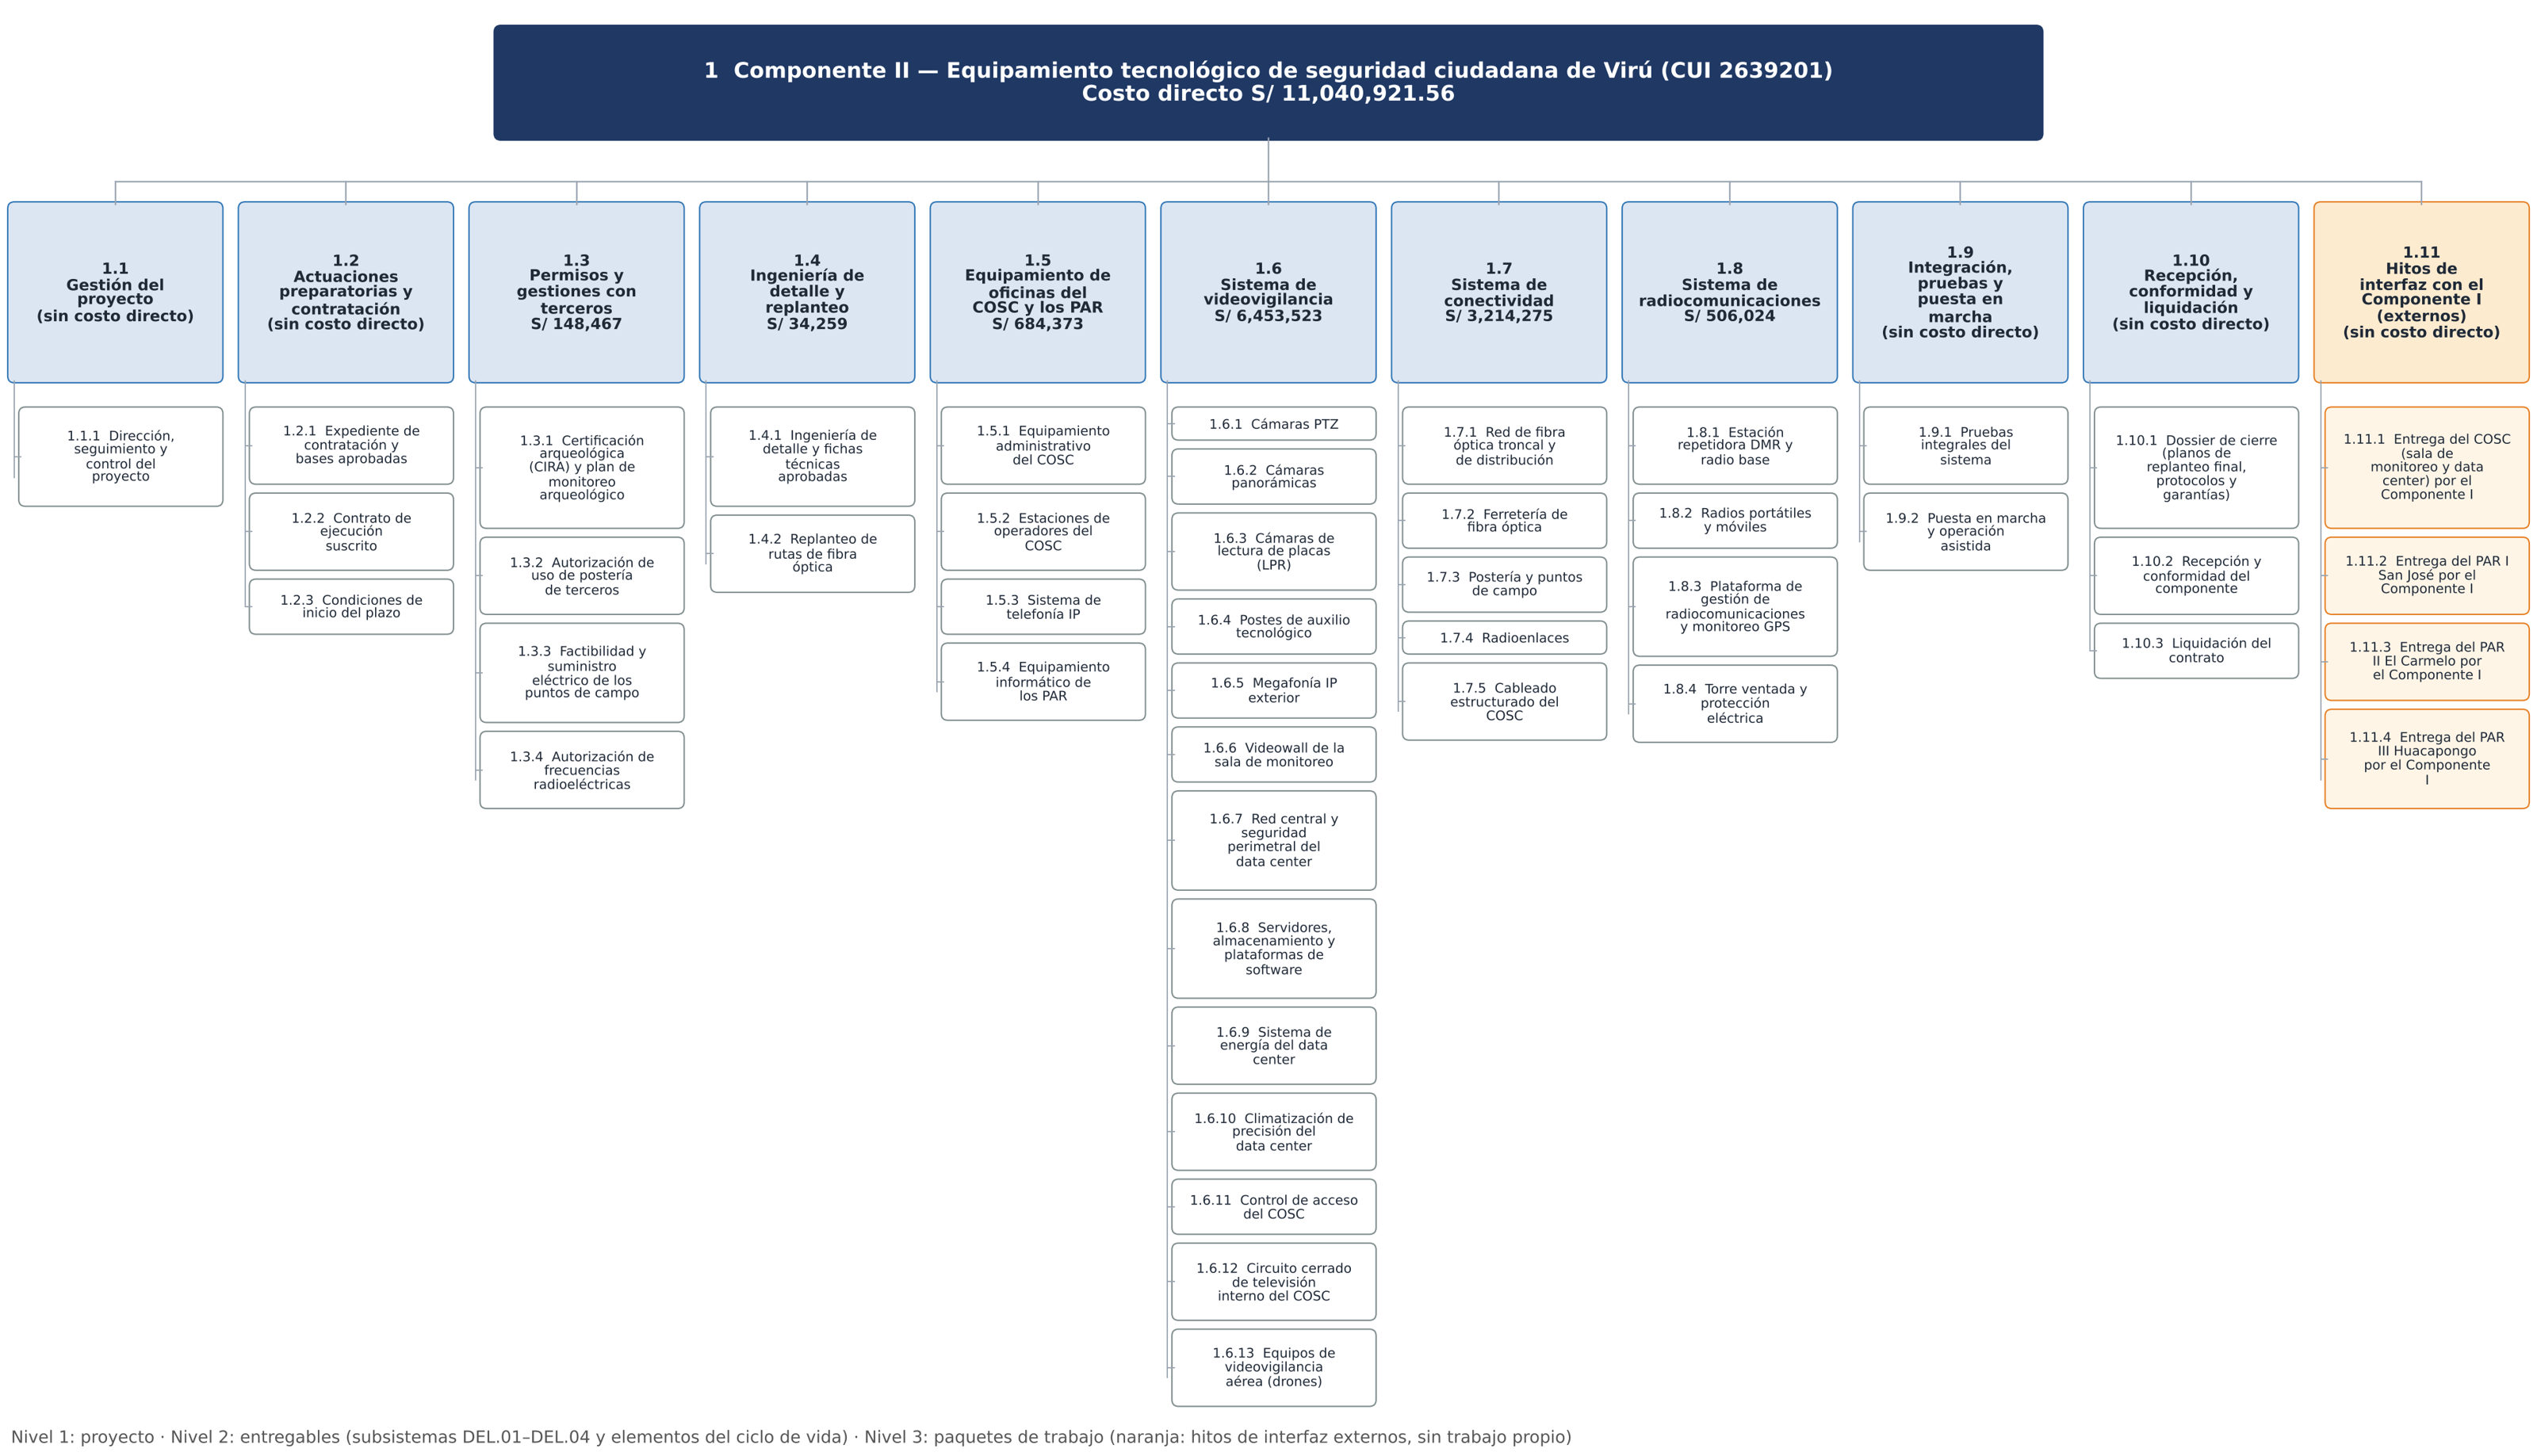 1  Componente II — Equipamiento tecnológico de seguridad ciudadana de Virú (CUI 2639201)
Costo directo S/ 11,040,921.56
1.1
Gestión del
proyecto
(sin costo directo)
1.1.1  Dirección,
seguimiento y
control del
proyecto
1.2
Actuaciones
preparatorias y
contratación
(sin costo directo)
1.2.1  Expediente de
contratación y
bases aprobadas
1.2.2  Contrato de
ejecución
suscrito
1.2.3  Condiciones de
inicio del plazo
1.3
Permisos y
gestiones con
terceros
S/ 148,467
1.3.1  Certificación
arqueológica
(CIRA) y plan de
monitoreo
arqueológico
1.3.2  Autorización de
uso de postería
de terceros
1.3.3  Factibilidad y
suministro
eléctrico de los
puntos de campo
1.3.4  Autorización de
frecuencias
radioeléctricas
1.4
Ingeniería de
detalle y
replanteo
S/ 34,259
1.4.1  Ingeniería de
detalle y fichas
técnicas
aprobadas
1.4.2  Replanteo de
rutas de fibra
óptica
1.5
Equipamiento de
oficinas del
COSC y los PAR
S/ 684,373
1.5.1  Equipamiento
administrativo
del COSC
1.5.2  Estaciones de
operadores del
COSC
1.5.3  Sistema de
telefonía IP
1.5.4  Equipamiento
informático de
los PAR
1.6
Sistema de
videovigilancia
S/ 6,453,523
1.6.1  Cámaras PTZ
1.6.2  Cámaras
panorámicas
1.6.3  Cámaras de
lectura de placas
(LPR)
1.6.4  Postes de auxilio
tecnológico
1.6.5  Megafonía IP
exterior
1.6.6  Videowall de la
sala de monitoreo
1.6.7  Red central y
seguridad
perimetral del
data center
1.6.8  Servidores,
almacenamiento y
plataformas de
software
1.6.9  Sistema de
energía del data
center
1.6.10  Climatización de
precisión del
data center
1.6.11  Control de acceso
del COSC
1.6.12  Circuito cerrado
de televisión
interno del COSC
1.6.13  Equipos de
videovigilancia
aérea (drones)
1.7
Sistema de
conectividad
S/ 3,214,275
1.7.1  Red de fibra
óptica troncal y
de distribución
1.7.2  Ferretería de
fibra óptica
1.7.3  Postería y puntos
de campo
1.7.4  Radioenlaces
1.7.5  Cableado
estructurado del
COSC
1.8
Sistema de
radiocomunicaciones
S/ 506,024
1.8.1  Estación
repetidora DMR y
radio base
1.8.2  Radios portátiles
y móviles
1.8.3  Plataforma de
gestión de
radiocomunicaciones
y monitoreo GPS
1.8.4  Torre ventada y
protección
eléctrica
1.9
Integración,
pruebas y
puesta en
marcha
(sin costo directo)
1.9.1  Pruebas
integrales del
sistema
1.9.2  Puesta en marcha
y operación
asistida
1.10
Recepción,
conformidad y
liquidación
(sin costo directo)
1.10.1  Dossier de cierre
(planos de
replanteo final,
protocolos y
garantías)
1.10.2  Recepción y
conformidad del
componente
1.10.3  Liquidación del
contrato
1.11
Hitos de
interfaz con el
Componente I
(externos)
(sin costo directo)
1.11.1  Entrega del COSC
(sala de
monitoreo y data
center) por el
Componente I
1.11.2  Entrega del PAR I
San José por el
Componente I
1.11.3  Entrega del PAR
II El Carmelo por
el Componente I
1.11.4  Entrega del PAR
III Huacapongo
por el Componente
I
Nivel 1: proyecto · Nivel 2: entregables (subsistemas DEL.01–DEL.04 y elementos del ciclo de vida) · Nivel 3: paquetes de trabajo (naranja: hitos de interfaz externos, sin trabajo propio)